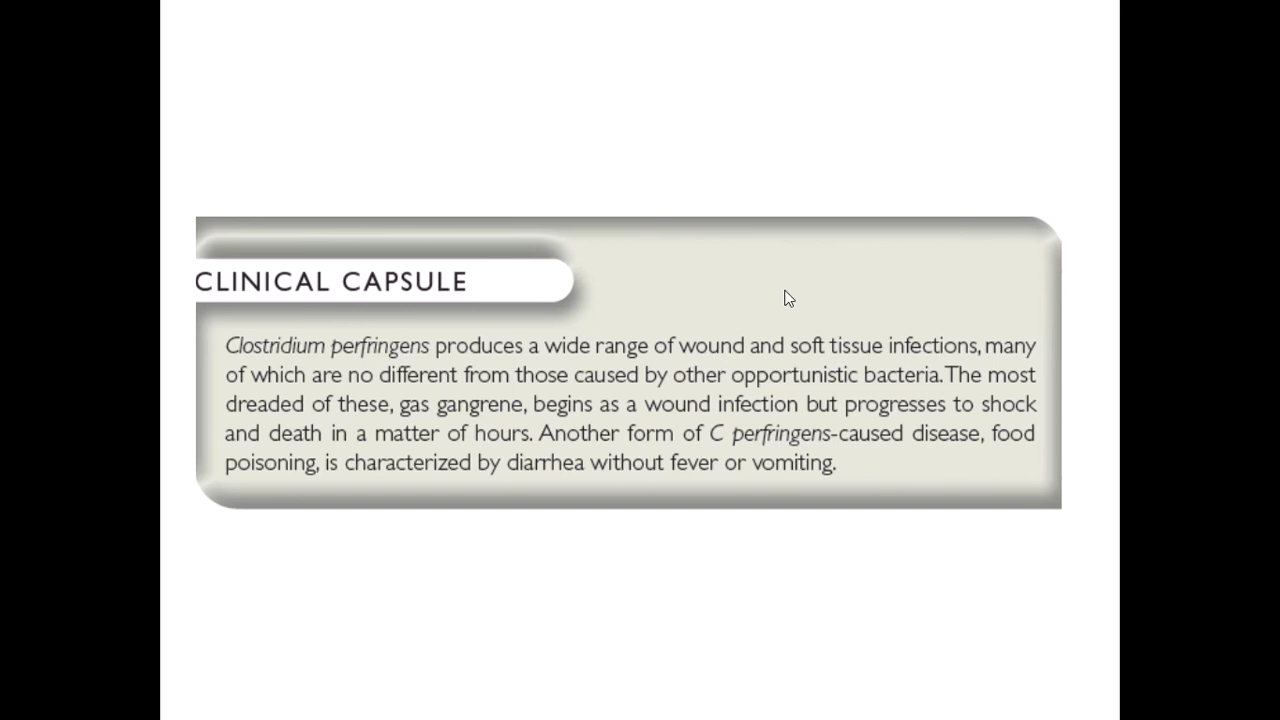 CLINICAL CAPSULE
Clostridium perfringens produces a wide range of wound and soft tissue infections, many
of which are no different from those caused by other opportunistic bacteria. The most
dreaded of these, gas gangrene, begins as a wound infection but progresses to shock
and death in a matter of hours. Another form of C perfringens-caused disease, food
poisoning, is characterized by diarrhea without fever or vomiting.